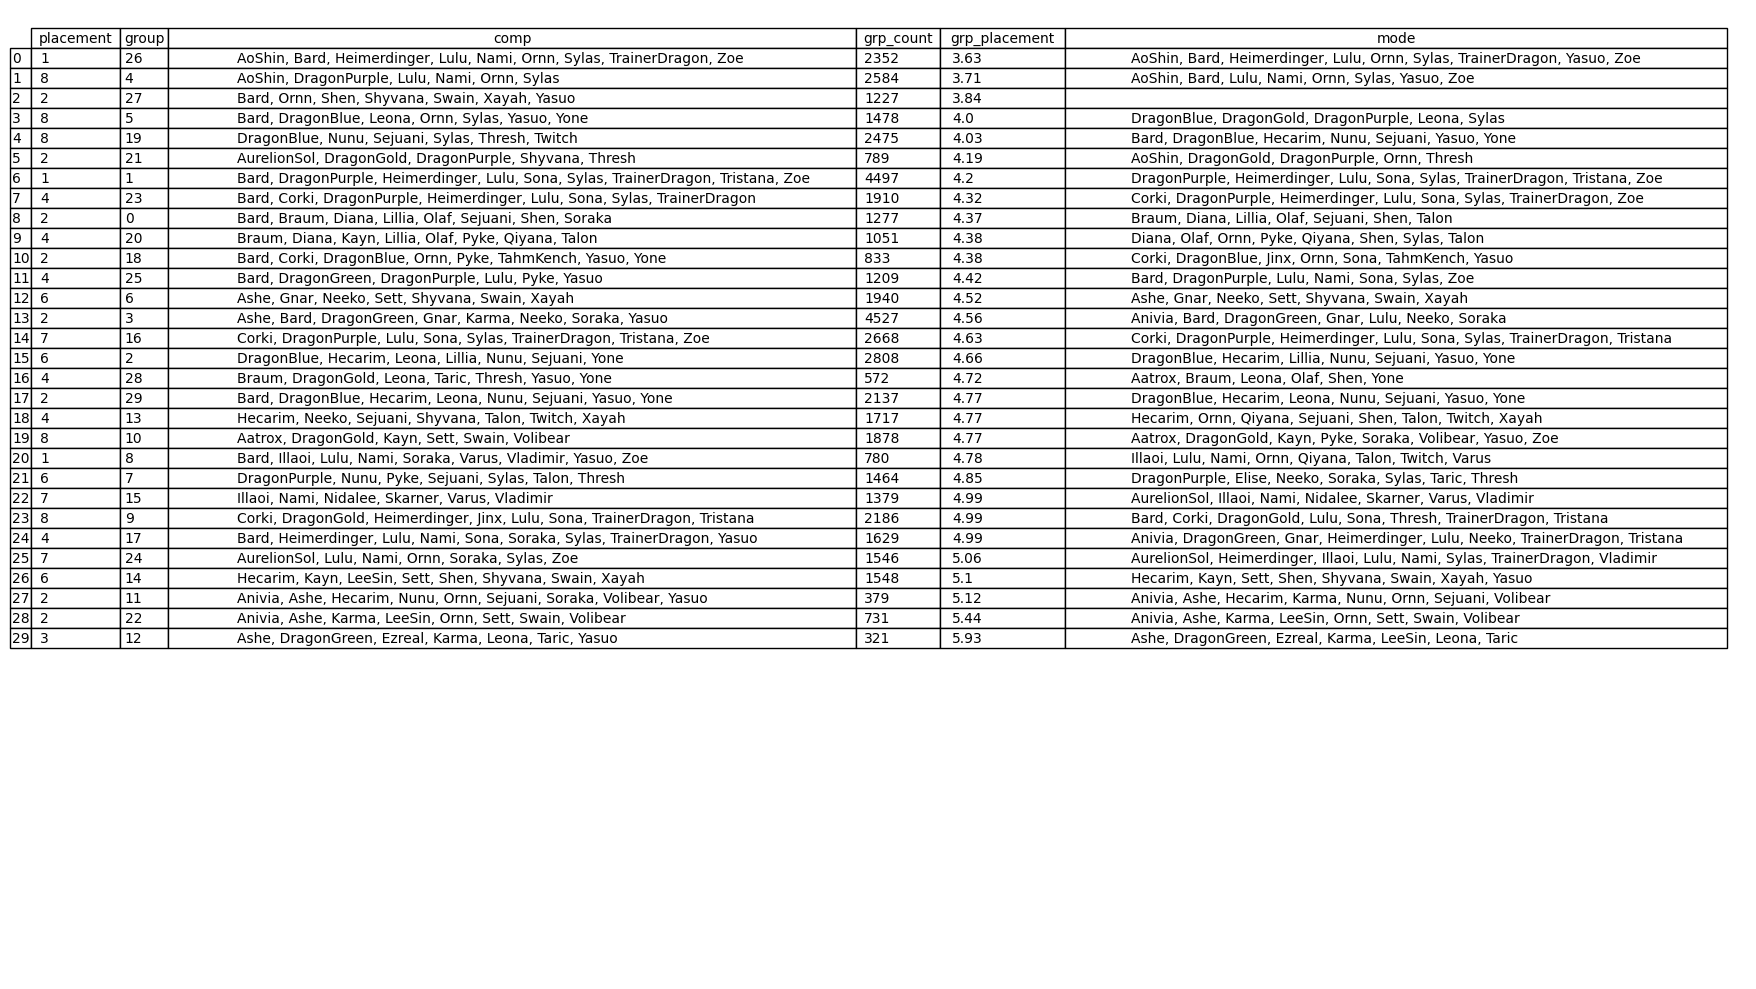 placement group comp grp_count grp_placement mode
0 1 26 AoShin, Bard, Heimerdinger, Lulu, Nami, Ornn, Sylas, TrainerDragon, Zoe 2352 3.63 AoShin, Bard, Heimerdinger, Lulu, Ornn, Sylas, TrainerDragon, Yasuo, Zoe
1 8 4 AoShin, DragonPurple, Lulu, Nami, Ornn, Sylas 2584 3.71 AoShin, Bard, Lulu, Nami, Ornn, Sylas, Yasuo, Zoe
2 2 27 Bard, Ornn, Shen, Shyvana, Swain, Xayah, Yasuo 1227 3.84
3 8 5 Bard, DragonBlue, Leona, Ornn, Sylas, Yasuo, Yone 1478 4.0 DragonBlue, DragonGold, DragonPurple, Leona, Sylas
4 8 19 DragonBlue, Nunu, Sejuani, Sylas, Thresh, Twitch 2475 4.03 Bard, DragonBlue, Hecarim, Nunu, Sejuani, Yasuo, Yone
5 2 21 AurelionSol, DragonGold, DragonPurple, Shyvana, Thresh 789 4.19 AoShin, DragonGold, DragonPurple, Ornn, Thresh
6 1 1 Bard, DragonPurple, Heimerdinger, Lulu, Sona, Sylas, TrainerDragon, Tristana, Zoe 4497 4.2 DragonPurple, Heimerdinger, Lulu, Sona, Sylas, TrainerDragon, Tristana, Zoe
7 4 23 Bard, Corki, DragonPurple, Heimerdinger, Lulu, Sona, Sylas, TrainerDragon 1910 4.32 Corki, DragonPurple, Heimerdinger, Lulu, Sona, Sylas, TrainerDragon, Zoe
8 2 0 Bard, Braum, Diana, Lillia, Olaf, Sejuani, Shen, Soraka 1277 4.37 Braum, Diana, Lillia, Olaf, Sejuani, Shen, Talon
9 4 20 Braum, Diana, Kayn, Lillia, Olaf, Pyke, Qiyana, Talon 1051 4.38 Diana, Olaf, Ornn, Pyke, Qiyana, Shen, Sylas, Talon
10 2 18 Bard, Corki, DragonBlue, Ornn, Pyke, TahmKench, Yasuo, Yone 833 4.38 Corki, DragonBlue, Jinx, Ornn, Sona, TahmKench, Yasuo
11 4 25 Bard, DragonGreen, DragonPurple, Lulu, Pyke, Yasuo 1209 4.42 Bard, DragonPurple, Lulu, Nami, Sona, Sylas, Zoe
12 6 6 Ashe, Gnar, Neeko, Sett, Shyvana, Swain, Xayah 1940 4.52 Ashe, Gnar, Neeko, Sett, Shyvana, Swain, Xayah
13 2 3 Ashe, Bard, DragonGreen, Gnar, Karma, Neeko, Soraka, Yasuo 4527 4.56 Anivia, Bard, DragonGreen, Gnar, Lulu, Neeko, Soraka
14 7 16 Corki, DragonPurple, Lulu, Sona, Sylas, TrainerDragon, Tristana, Zoe 2668 4.63 Corki, DragonPurple, Heimerdinger, Lulu, Sona, Sylas, TrainerDragon, Tristana
15 6 2 DragonBlue, Hecarim, Leona, Lillia, Nunu, Sejuani, Yone 2808 4.66 DragonBlue, Hecarim, Lillia, Nunu, Sejuani, Yasuo, Yone
16 4 28 Braum, DragonGold, Leona, Taric, Thresh, Yasuo, Yone 572 4.72 Aatrox, Braum, Leona, Olaf, Shen, Yone
17 2 29 Bard, DragonBlue, Hecarim, Leona, Nunu, Sejuani, Yasuo, Yone 2137 4.77 DragonBlue, Hecarim, Leona, Nunu, Sejuani, Yasuo, Yone
18 4 13 Hecarim, Neeko, Sejuani, Shyvana, Talon, Twitch, Xayah 1717 4.77 Hecarim, Ornn, Qiyana, Sejuani, Shen, Talon, Twitch, Xayah
19 8 10 Aatrox, DragonGold, Kayn, Sett, Swain, Volibear 1878 4.77 Aatrox, DragonGold, Kayn, Pyke, Soraka, Volibear, Yasuo, Zoe
20 1 8 Bard, Illaoi, Lulu, Nami, Soraka, Varus, Vladimir, Yasuo, Zoe 780 4.78 Illaoi, Lulu, Nami, Ornn, Qiyana, Talon, Twitch, Varus
21 6 7 DragonPurple, Nunu, Pyke, Sejuani, Sylas, Talon, Thresh 1464 4.85 DragonPurple, Elise, Neeko, Soraka, Sylas, Taric, Thresh
22 7 15 Illaoi, Nami, Nidalee, Skarner, Varus, Vladimir 1379 4.99 AurelionSol, Illaoi, Nami, Nidalee, Skarner, Varus, Vladimir
23 8 9 Corki, DragonGold, Heimerdinger, Jinx, Lulu, Sona, TrainerDragon, Tristana 2186 4.99 Bard, Corki, DragonGold, Lulu, Sona, Thresh, TrainerDragon, Tristana
24 4 17 Bard, Heimerdinger, Lulu, Nami, Sona, Soraka, Sylas, TrainerDragon, Yasuo 1629 4.99 Anivia, DragonGreen, Gnar, Heimerdinger, Lulu, Neeko, TrainerDragon, Tristana
25 7 24 AurelionSol, Lulu, Nami, Ornn, Soraka, Sylas, Zoe 1546 5.06 AurelionSol, Heimerdinger, Illaoi, Lulu, Nami, Sylas, TrainerDragon, Vladimir
26 6 14 Hecarim, Kayn, LeeSin, Sett, Shen, Shyvana, Swain, Xayah 1548 5.1 Hecarim, Kayn, Sett, Shen, Shyvana, Swain, Xayah, Yasuo
27 2 11 Anivia, Ashe, Hecarim, Nunu, Ornn, Sejuani, Soraka, Volibear, Yasuo 379 5.12 Anivia, Ashe, Hecarim, Karma, Nunu, Ornn, Sejuani, Volibear
28 2 22 Anivia, Ashe, Karma, LeeSin, Ornn, Sett, Swain, Volibear 731 5.44 Anivia, Ashe, Karma, LeeSin, Ornn, Sett, Swain, Volibear
29 3 12 Ashe, DragonGreen, Ezreal, Karma, Leona, Taric, Yasuo 321 5.93 Ashe, DragonGreen, Ezreal, Karma, LeeSin, Leona, Taric